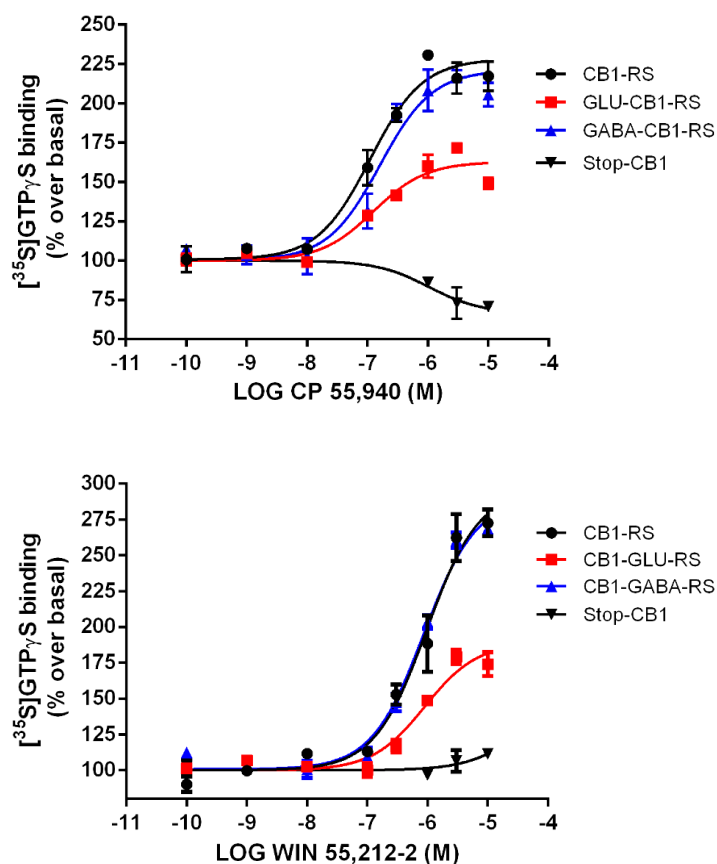 250
225
200
175
150
125
100
75
50
[³⁵S]GTPγS binding
(% over basal)
-11 -10 -9 -8 -7 -6 -5 -4
LOG CP 55,940 (M)
CB1-RS
GLU-CB1-RS
GABA-CB1-RS
Stop-CB1
300
275
250
225
200
175
150
125
100
[³⁵S]GTPγS binding
(% over basal)
-11 -10 -9 -8 -7 -6 -5 -4
LOG WIN 55,212-2 (M)
CB1-RS
CB1-GLU-RS
CB1-GABA-RS
Stop-CB1